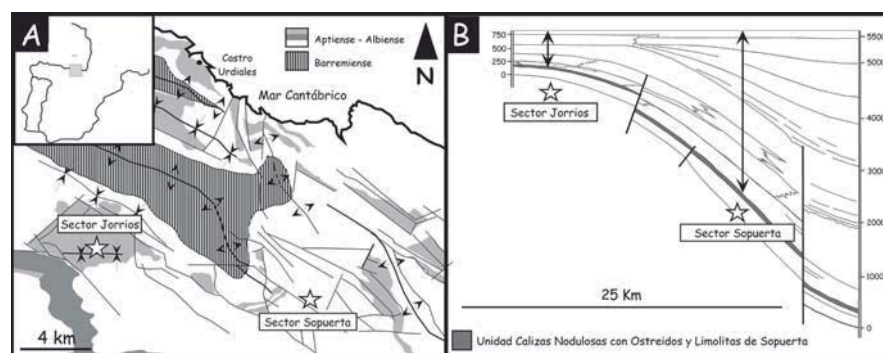 A
Castro
Urdiales
Mar Cantábrico
Aptiense - Albiense
Barremiense
N
Sector Jorrios
Sector Sopuerta
4 km
B
750
500
250
0
Sector Jorrios
Sector Sopuerta
25 Km
5500
5000
4000
3000
2000
1000
0
Unidad Calizas Nodulosas con Ostreidos y Limolitas de Sopuerta